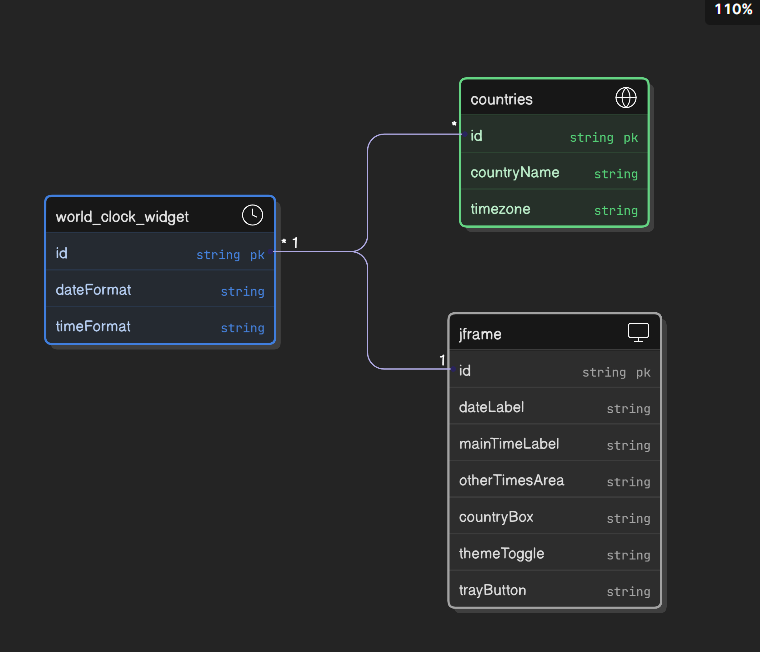 110%
countries
id string pk
countryName string
timezone string
*
world_clock_widget
id string pk
dateFormat string
timeFormat string
* 1
1
jframe
id string pk
dateLabel string
mainTimeLabel string
otherTimesArea string
countryBox string
themeToggle string
trayButton string